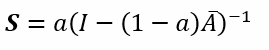 S = a(I − (1 − a)Ā)⁻¹